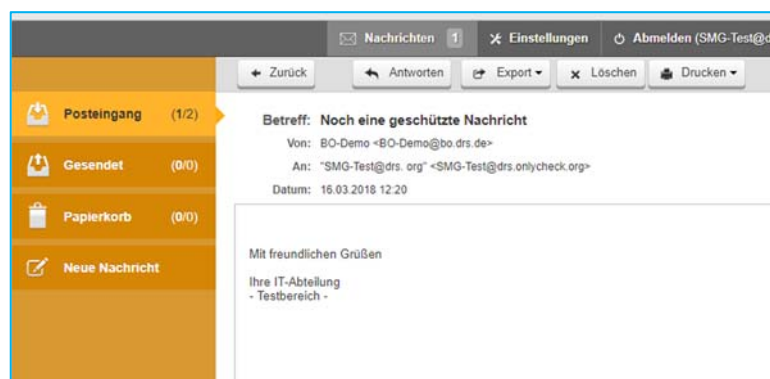 Nachrichten 1 Einstellungen Abmelden (SMG-Test@d
Zurück Antworten Export Löschen Drucken
Posteingang (1/2)
Gesendet (0/0)
Papierkorb (0/0)
Neue Nachricht
Betreff: Noch eine geschützte Nachricht
Von: BO-Demo <BO-Demo@bo.drs.de>
An: "SMG-Test@drs. org" <SMG-Test@drs.onlycheck.org>
Datum: 16.03.2018 12:20
Mit freundlichen Grüßen
Ihre IT-Abteilung
- Testbereich -